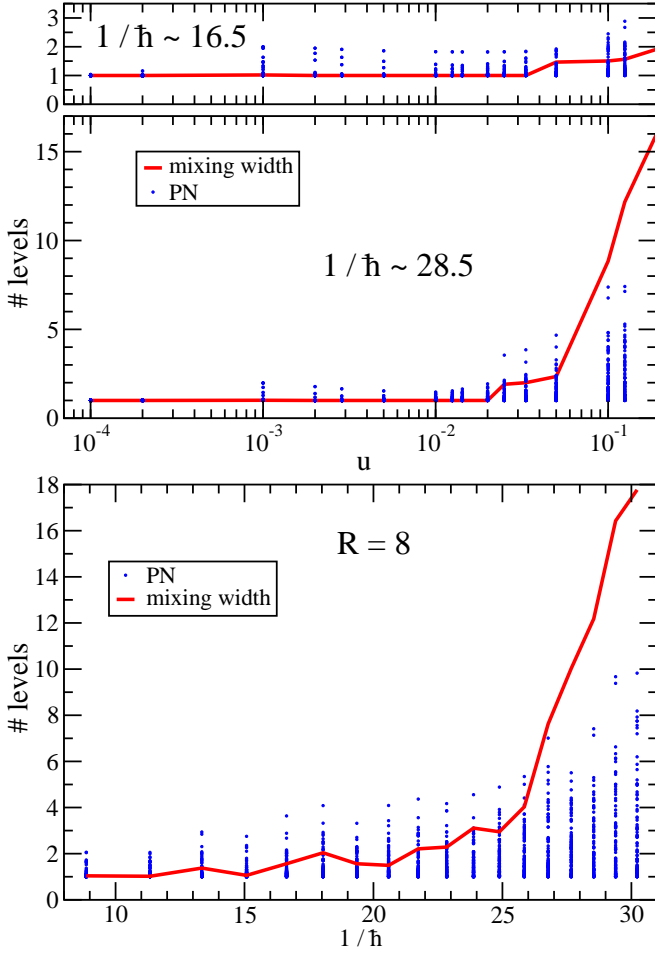 3
2
1
0
1 / ħ ~ 16.5
15
10
5
1
0
# levels
mixing width
PN
1 / ħ ~ 28.5
10⁻⁴
10⁻³
10⁻²
10⁻¹
u
18
16
14
12
10
8
6
4
2
0
# levels
R = 8
PN
mixing width
10
15
20
25
30
1 / ħ